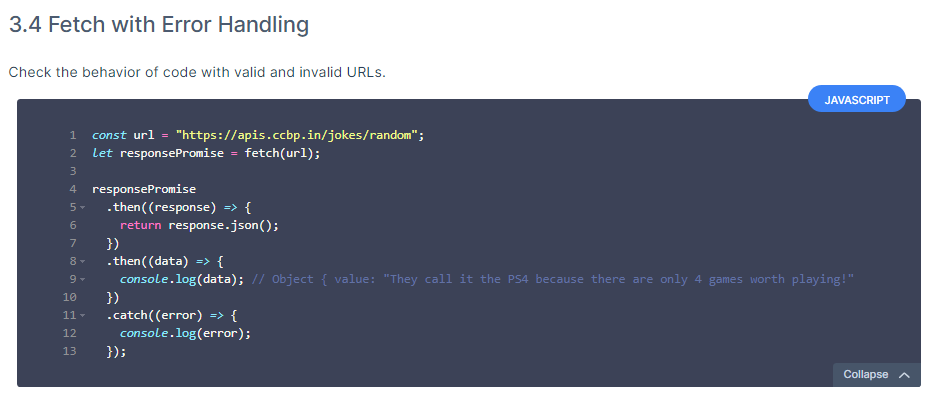 3.4 Fetch with Error Handling
Check the behavior of code with valid and invalid URLs.
JAVASCRIPT
1 const url = "https://apis.ccbp.in/jokes/random";
2 let responsePromise = fetch(url);
3
4 responsePromise
5 .then((response) => {
6 return response.json();
7 })
8 .then((data) => {
9 console.log(data); // Object { value: "They call it the PS4 because there are only 4 games worth playing!"
10 })
11 .catch((error) => {
12 console.log(error);
13 });
Collapse